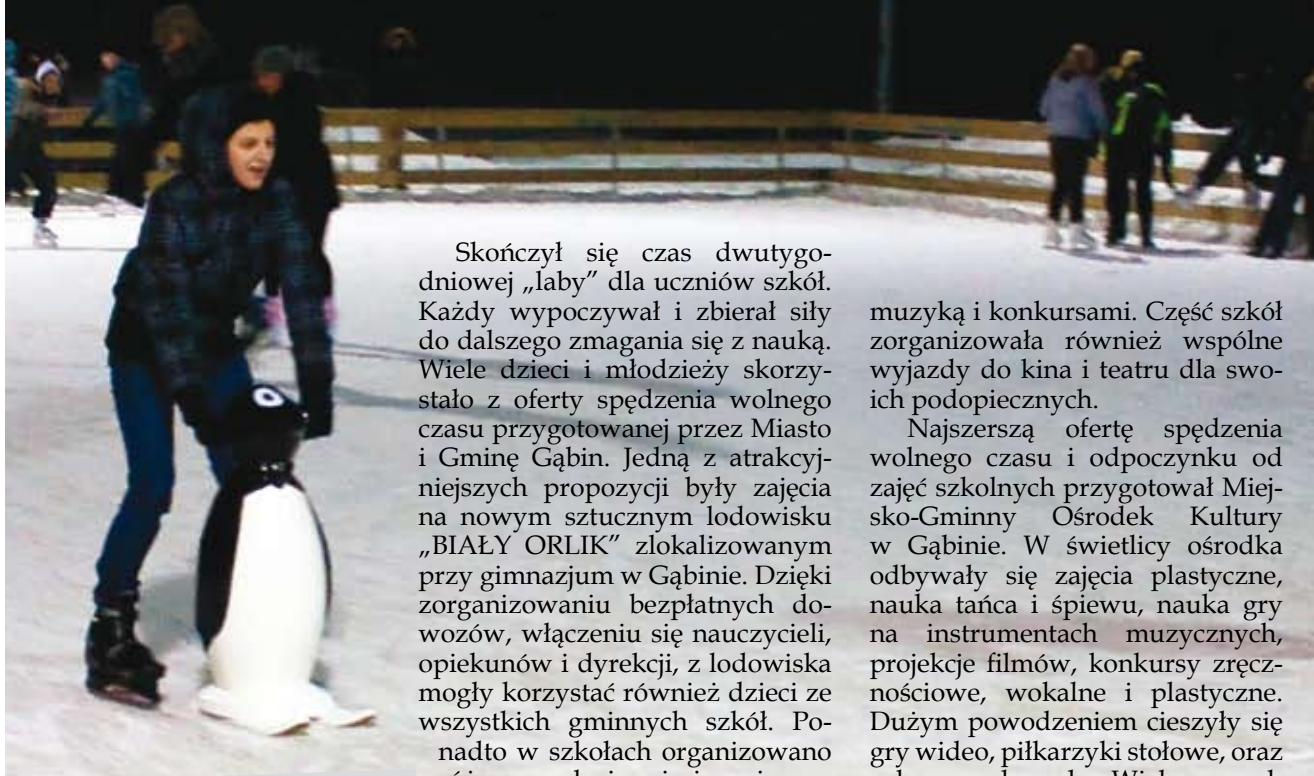 Skończył się czas dwutygo-
dniowej „laby” dla uczniów szkół.
Każdy wypoczywał i zbierał siły
do dalszego zmagania się z nauką.
Wiele dzieci i młodzieży skorzy-
stało z oferty spędzenia wolnego
czasu przygotowanej przez Miasto
i Gminę Gąbin. Jedną z atrakcyj-
niejszych propozycji były zajęcia
na nowym sztucznym lodowisku
„BIAŁY ORLIK” zlokalizowanym
przy gimnazjum w Gąbinie. Dzięki
zorganizowaniu bezpłatnych do-
wozów, włączeniu się nauczycieli,
opiekunów i dyrekcji, z lodowiska
mogły korzystać również dzieci ze
wszystkich gminnych szkół. Po-
nadto w szkołach organizowano
muzyką i konkursami. Część szkół
zorganizowała również wspólne
wyjazdy do kina i teatru dla swo-
ich podopiecznych.
Najszerszą ofertę spędzenia
wolnego czasu i odpoczynku od
zajęć szkolnych przygotował Miej-
sko-Gminny Ośrodek Kultury
w Gąbinie. W świetlicy ośrodka
odbywały się zajęcia plastyczne,
nauka tańca i śpiewu, nauka gry
na instrumentach muzycznych,
projekcje filmów, konkursy zręcz-
nościowe, wokalne i plastyczne.
Dużym powodzeniem cieszyły się
gry wideo, piłkarzyki stołowe, oraz